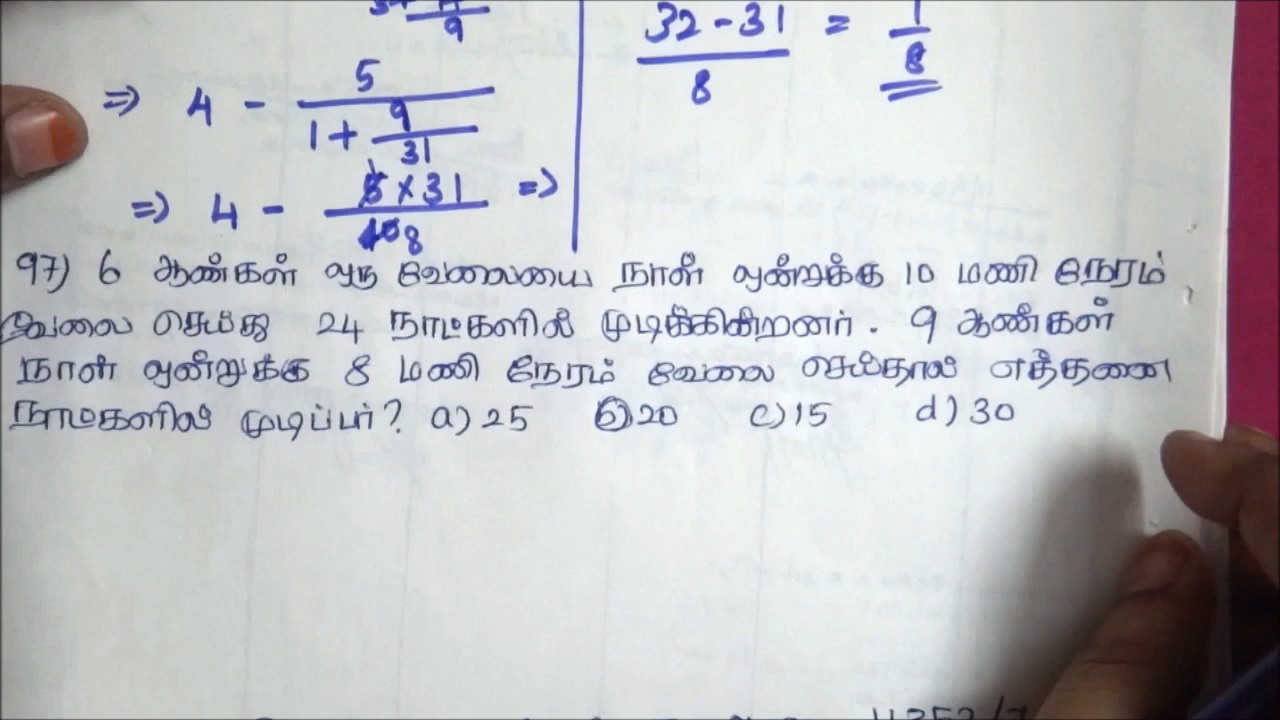 9
32 - 31 = 1
8 8
⇒ 4 - 5
1 + 9
31
⇒ 4 - 5 × 31 ⇒
40 8
97) 6 ஆண்கள் ஒரு வேலையை நாள் ஒன்றுக்கு 10 மணி நேரம்
வேலை செய்து 24 நாட்களில் முடிக்கின்றனர். 9 ஆண்கள்
நாள் ஒன்றுக்கு 8 மணி நேரம் வேலை செய்தால் எத்தனை
நாட்களில் முடிப்பர்? a) 25 b) 20 c) 15 d) 30